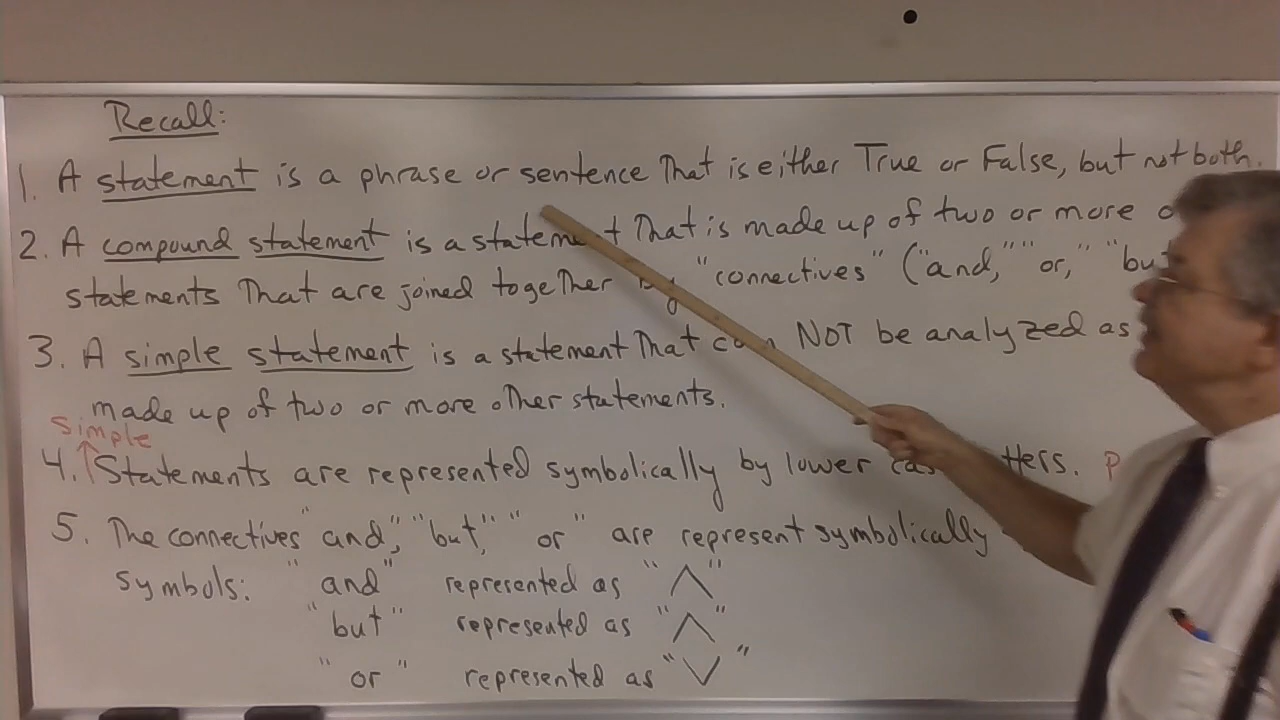 Recall:
1. A statement is a phrase or sentence That is either True or False, but not both.
2. A compound statement is a statement That is made up of two or more
statements That are joined together by "connectives" ("and," "or," "but
3. A simple statement is a statement That can NOT be analyzed as
made up of two or more other statements.
simple
4. Statements are represented symbolically by lower case letters. P
5. The connectives "and," "but," "or" are represent symbolically
symbols: "and" represented as "∧"
"but" represented as "∧"
"or" represented as "∨"